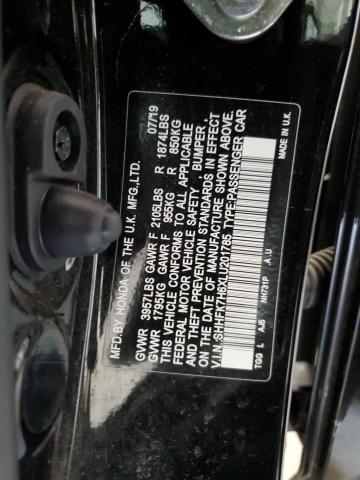 MFD.BY HONDA OF THE U.K. MFG.,LTD. 07/19
GVWR 3957LBS GAWR F 2105LBS R 1874LBS
GVWR 1795KG GAWR F 955KG R 850KG
THIS VEHICLE CONFORMS TO ALL APPLICABLE
FEDERAL MOTOR VEHICLE SAFETY , BUMPER ,
AND THEFT PREVENTION STANDARDS IN EFFECT
ON THE DATE OF MANUFACTURE SHOWN ABOVE.
V.I.N.:SHHFK7H6XLU201785 TYPE:PASSENGER CAR
TGG L AJ5 NH731P A.U MADE IN U.K.